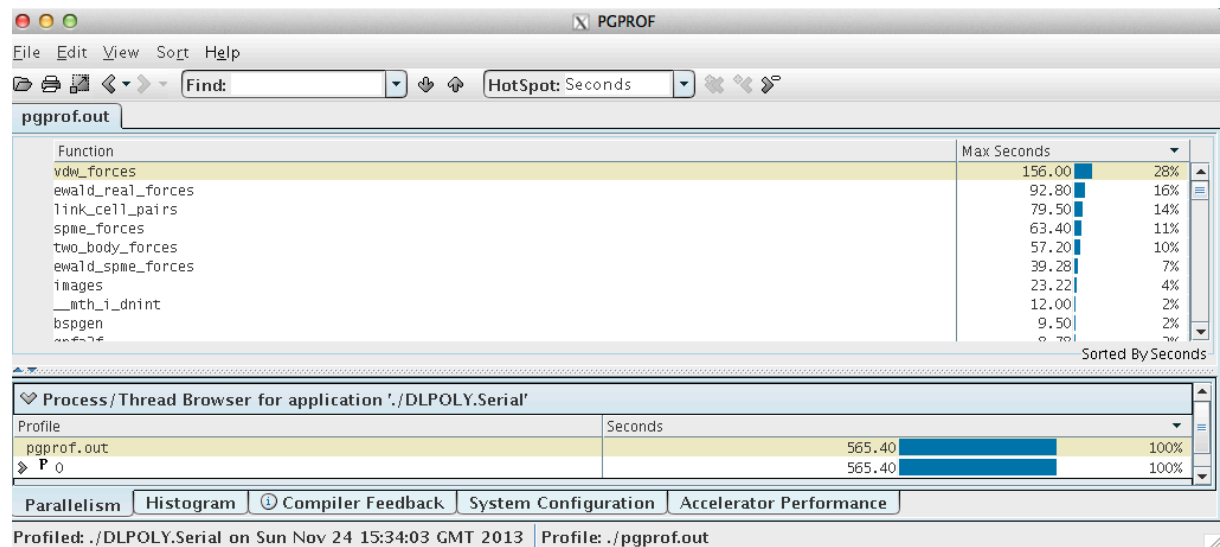 PGPROF
File Edit View Sort Help
Find: HotSpot: Seconds
pgprof.out
Function Max Seconds
vdw_forces 156.00 28%
ewald_real_forces 92.80 16%
link_cell_pairs 79.50 14%
spme_forces 63.40 11%
two_body_forces 57.20 10%
ewald_spme_forces 39.28 7%
images 23.22 4%
__mth_i_dnint 12.00 2%
bspgen 9.50 2%
Sorted By Seconds
Process/Thread Browser for application './DLPOLY.Serial'
Profile Seconds
pgprof.out 565.40 100%
P 0 565.40 100%
Parallelism Histogram Compiler Feedback System Configuration Accelerator Performance
Profiled: ./DLPOLY.Serial on Sun Nov 24 15:34:03 GMT 2013 Profile: ./pgprof.out